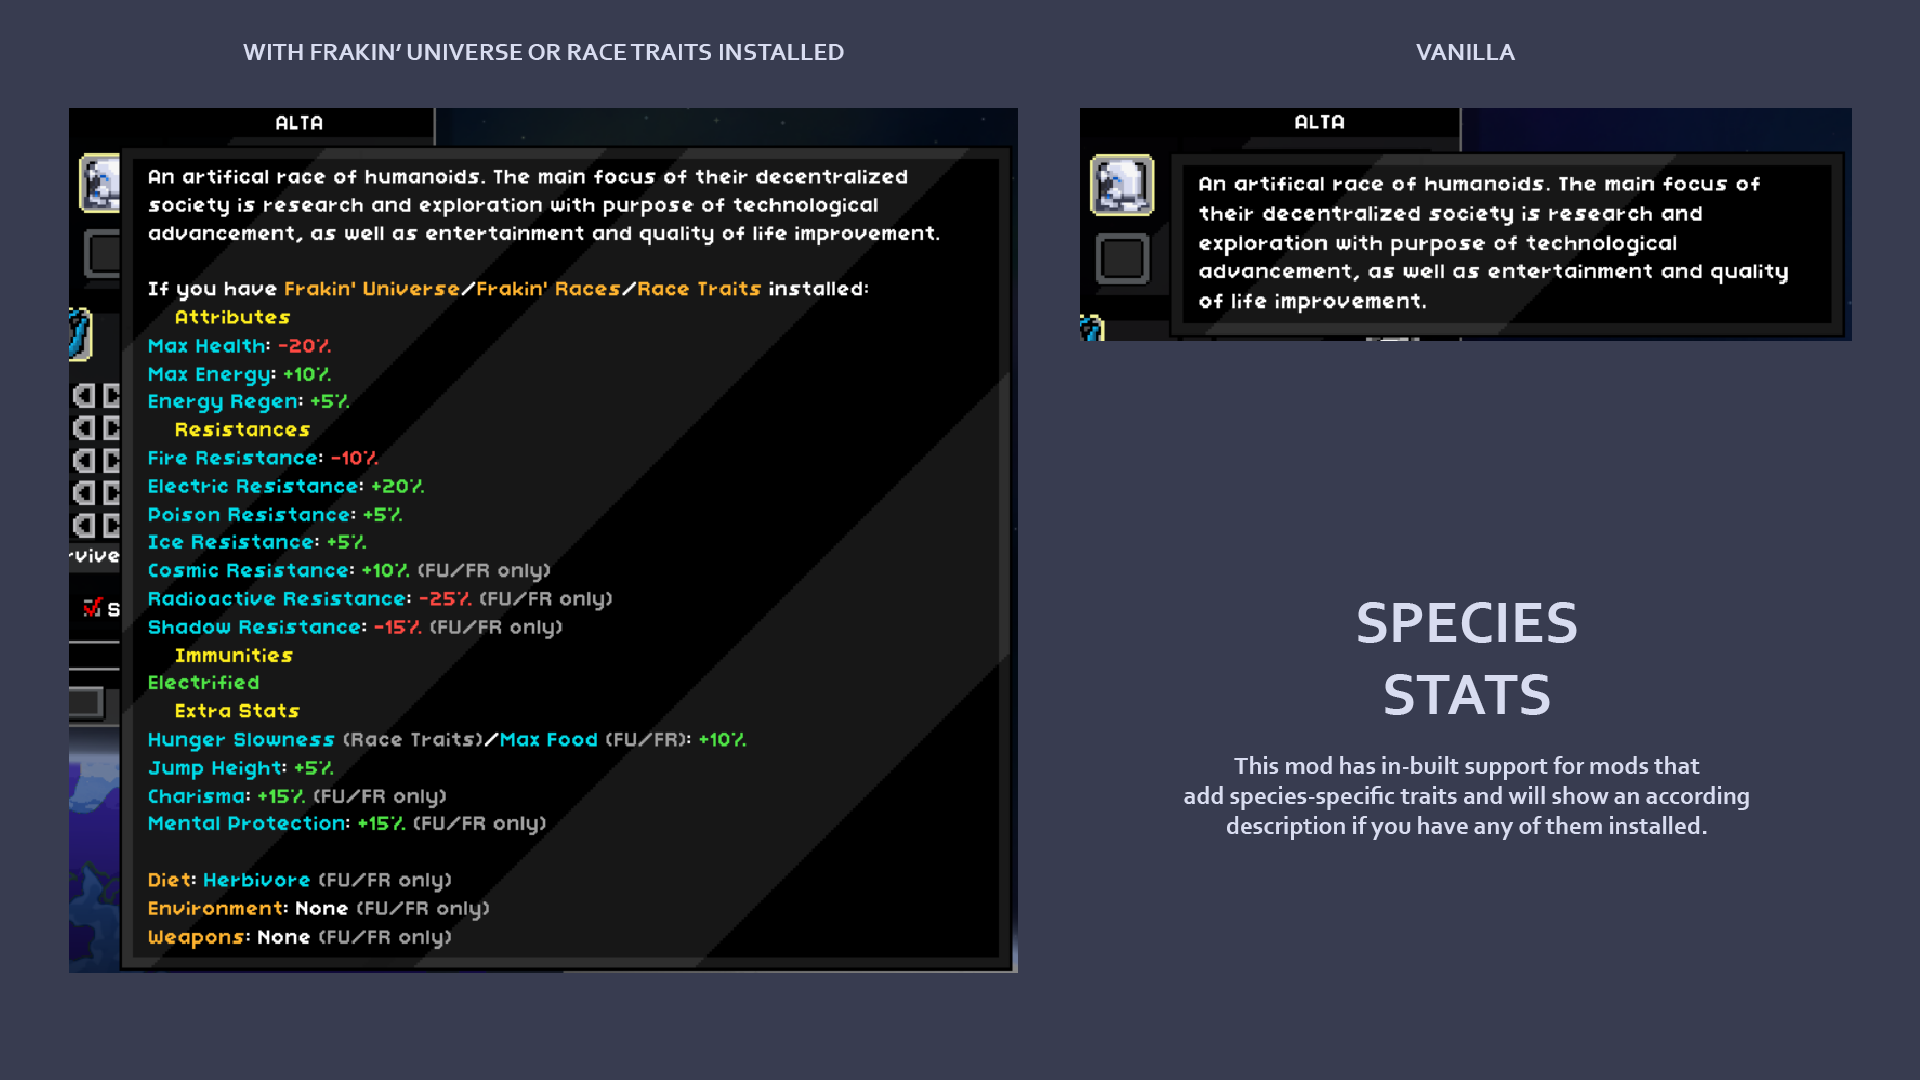 WITH FRAKIN' UNIVERSE OR RACE TRAITS INSTALLED
ALTA
An artifical race of humanoids. The main focus of their decentralized
society is research and exploration with purpose of technological
advancement, as well as entertainment and quality of life improvement.
If you have Frakin' Universe/Frakin' Races/Race Traits installed:
Attributes
Max Health: -20%
Max Energy: +10%
Energy Regen: +5%
Resistances
Fire Resistance: -10%
Electric Resistance: +20%
Poison Resistance: +5%
Ice Resistance: +5%
Cosmic Resistance: +10% (FU/FR only)
Radioactive Resistance: -25% (FU/FR only)
Shadow Resistance: -15% (FU/FR only)
Immunities
Electrified
Extra Stats
Hunger Slowness (Race Traits)/Max Food (FU/FR): +10%
Jump Height: +5%
Charisma: +15% (FU/FR only)
Mental Protection: +15% (FU/FR only)
Diet: Herbivore (FU/FR only)
Environment: None (FU/FR only)
Weapons: None (FU/FR only)
VANILLA
ALTA
An artifical race of humanoids. The main focus of
their decentralized society is research and
exploration with purpose of technological
advancement, as well as entertainment and quality
of life improvement.
SPECIES
STATS
This mod has in-built support for mods that
add species-specific traits and will show an according
description if you have any of them installed.